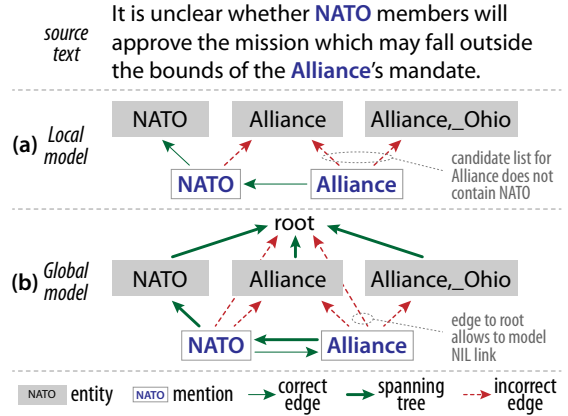 source
text
It is unclear whether NATO members will
approve the mission which may fall outside
the bounds of the Alliance's mandate.
(a) Local
model
NATO Alliance Alliance,_Ohio
NATO Alliance
candidate list for
Alliance does not
contain NATO
root
(b) Global
model
NATO Alliance Alliance,_Ohio
NATO Alliance
edge to root
allows to model
NIL link
NATO entity NATO mention correct edge spanning tree incorrect edge